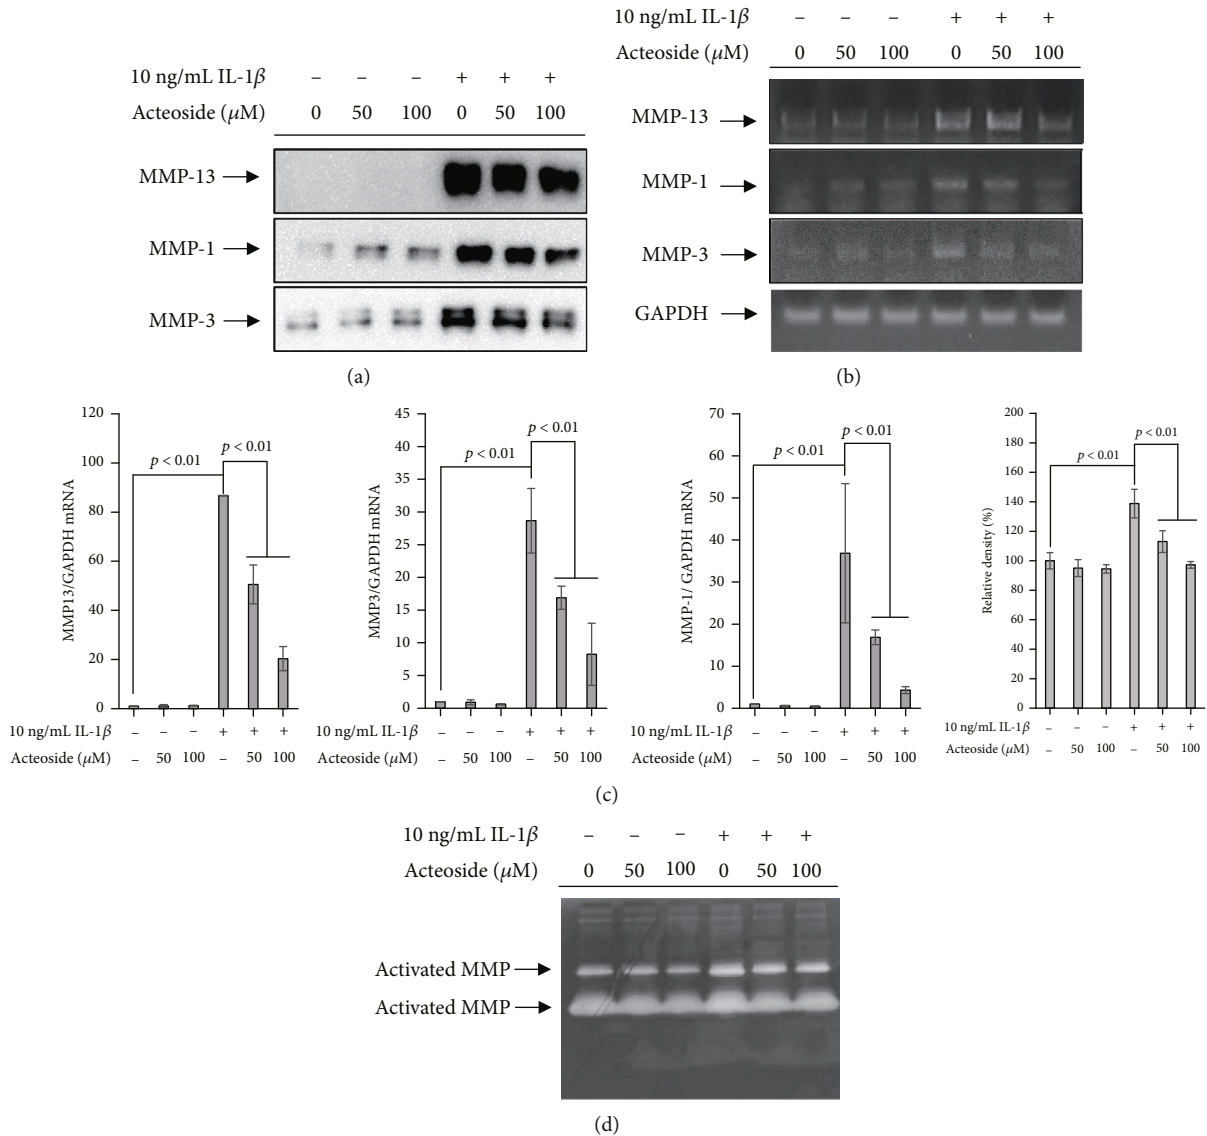 10 ng/mL IL-1β – – – + + +
Acteoside (μM) 0 50 100 0 50 100
MMP-13
MMP-1
MMP-3
(a)
10 ng/mL IL-1β – – – + + +
Acteoside (μM) 0 50 100 0 50 100
MMP-13
MMP-1
MMP-3
GAPDH
(b)
MMP13/GAPDH mRNA
120
100
80
60
40
20
0
p < 0.01
p < 0.01
10 ng/mL IL-1β – – – + + +
Acteoside (μM) – 50 100 – 50 100
MMP3/GAPDH mRNA
45
40
35
30
25
20
15
10
5
0
p < 0.01
p < 0.01
10 ng/mL IL-1β – – – + + +
Acteoside (μM) – 50 100 – 50 100
MMP-1/ GAPDH mRNA
70
60
50
40
30
20
10
0
p < 0.01
p < 0.01
10 ng/mL IL-1β – – – + + +
Acteoside (μM) – 50 100 – 50 100
Relative density (%)
200
180
160
140
120
100
80
60
40
20
0
p < 0.01
p < 0.01
10 ng/mL IL-1β – – – + + +
Acteoside (μM) – 50 100 – 50 100
(c)
10 ng/mL IL-1β – – – + + +
Acteoside (μM) 0 50 100 0 50 100
Activated MMP
Activated MMP
(d)